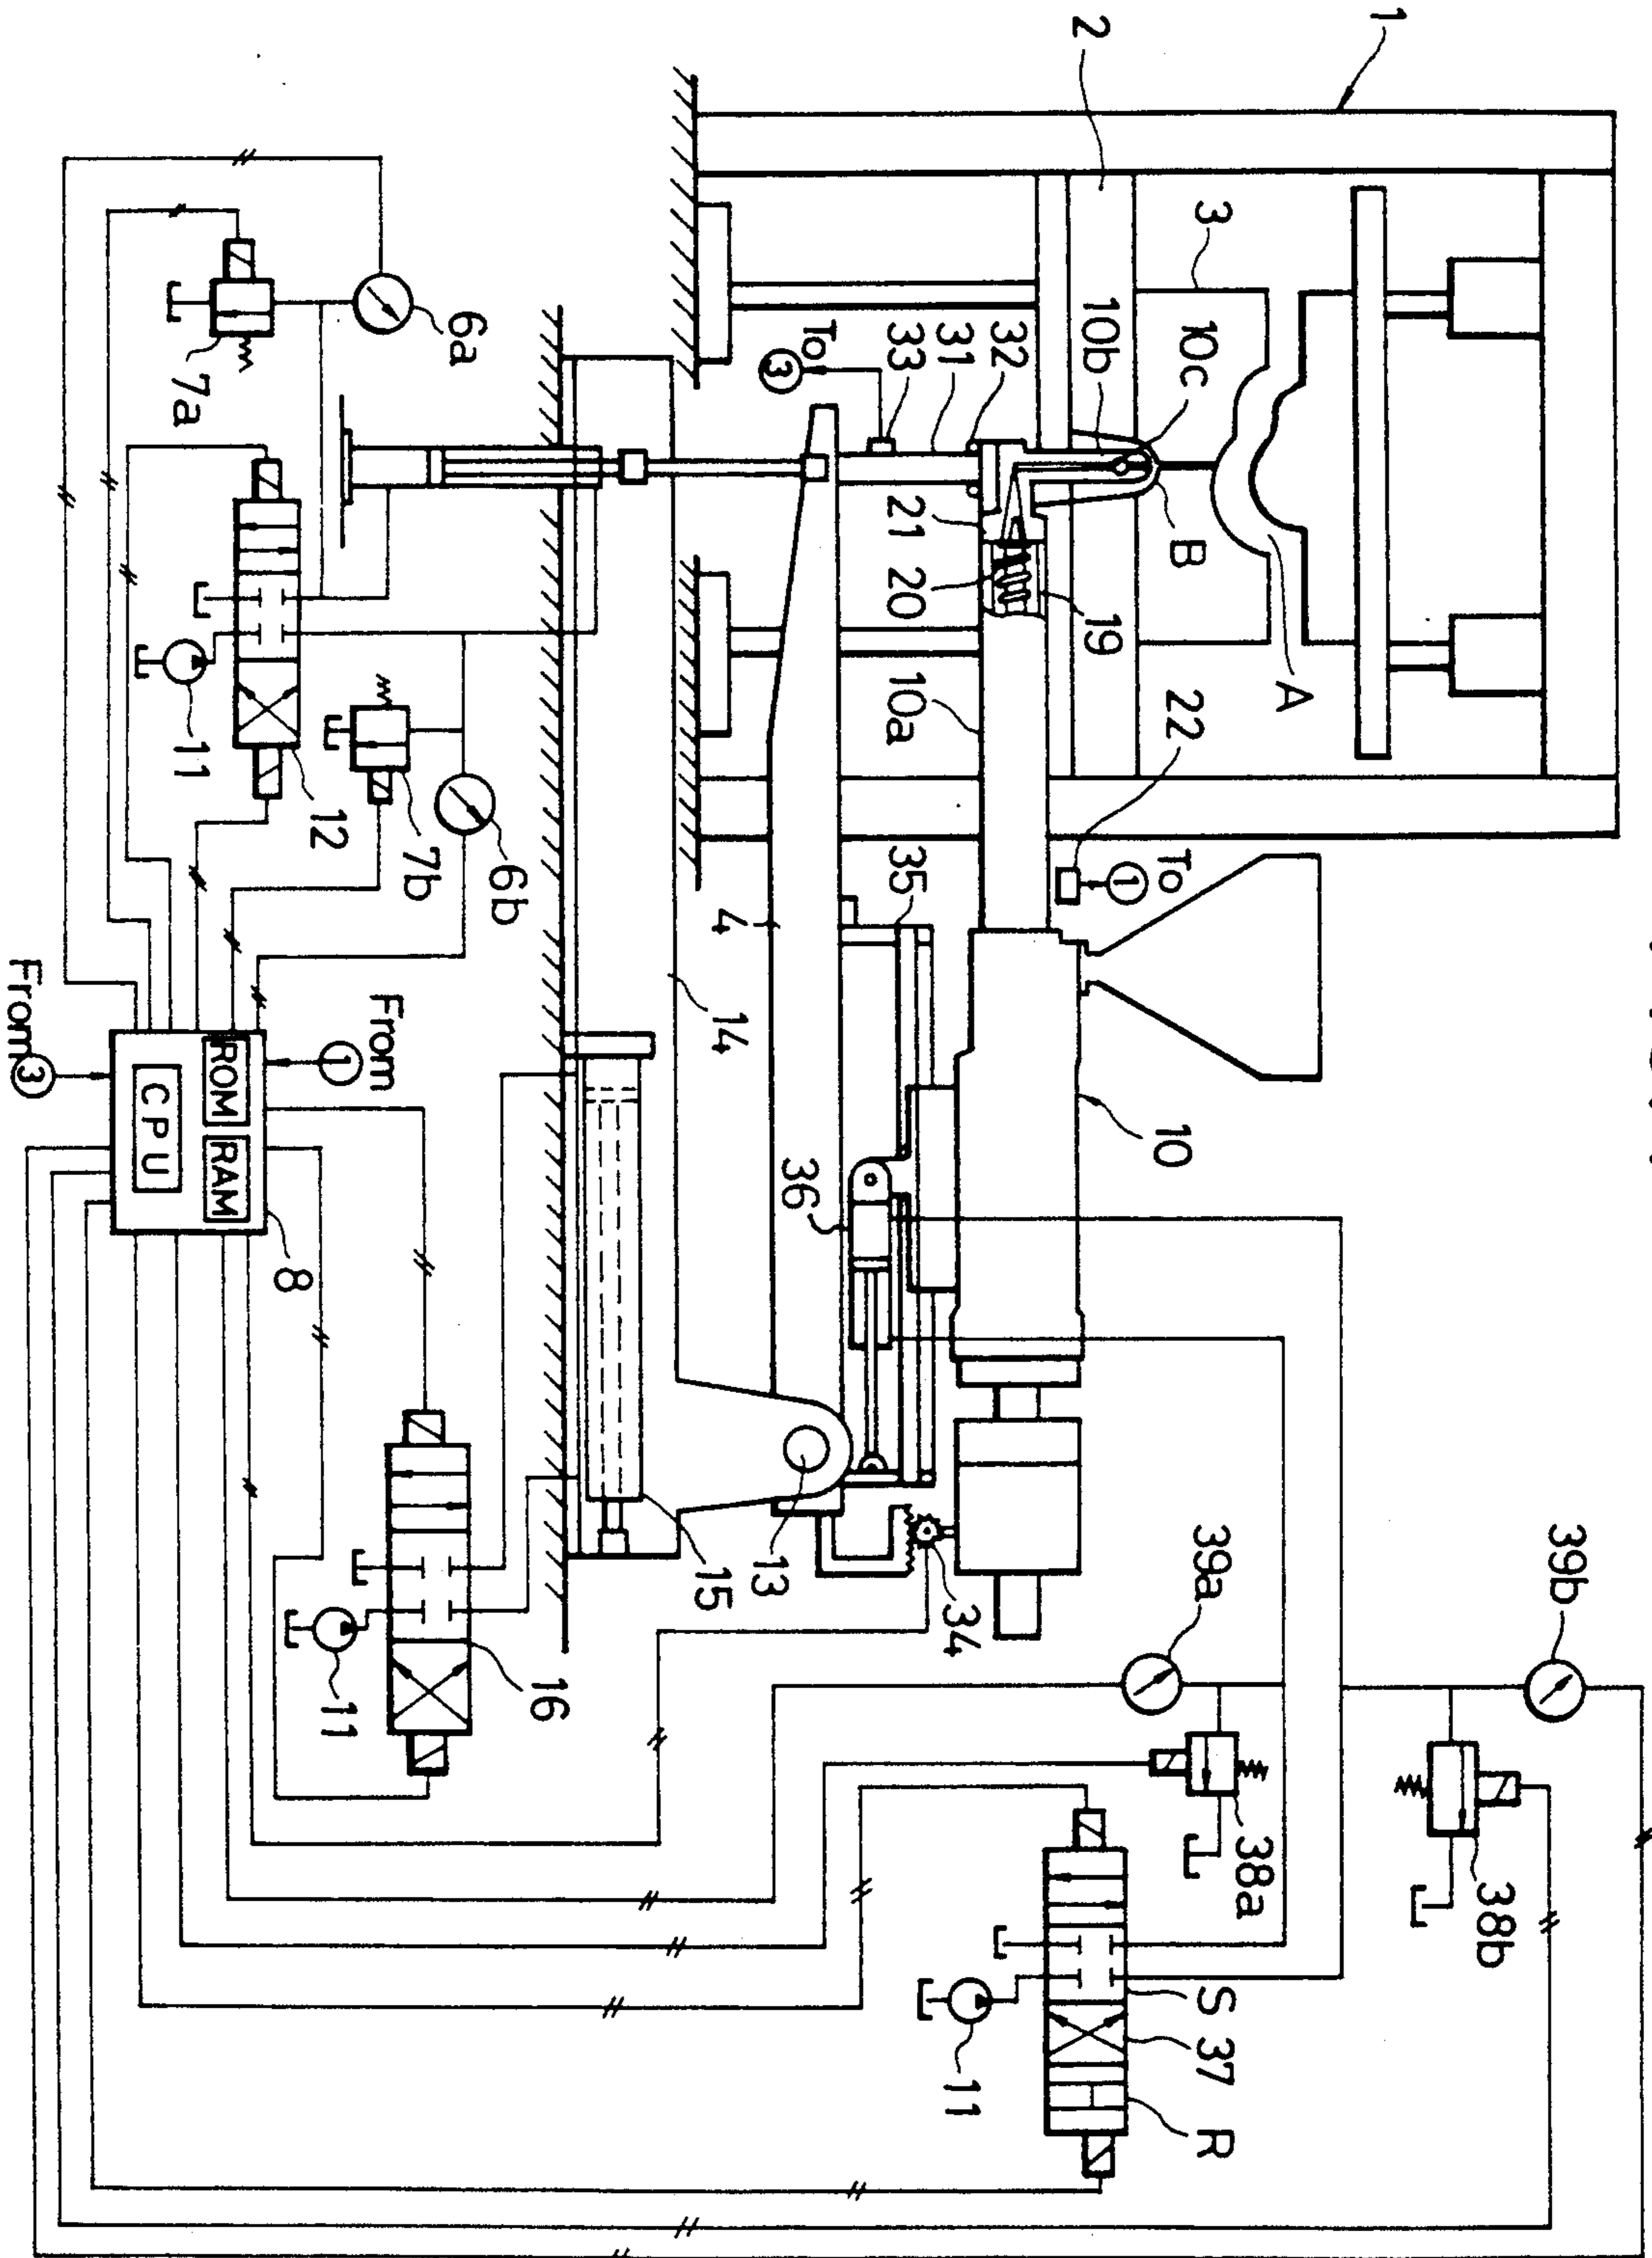 1
2
3
6a
7a
To
③
33
31
32
10b
10c
B
A
21
20
19
10a
22
To
①
11
12
7b
6b
4
35
14
10
From
③
From
①
ROM
RAM
CPU
8
36
13
15
34
39a
39b
16
11
38a
38b
S
37
R
11